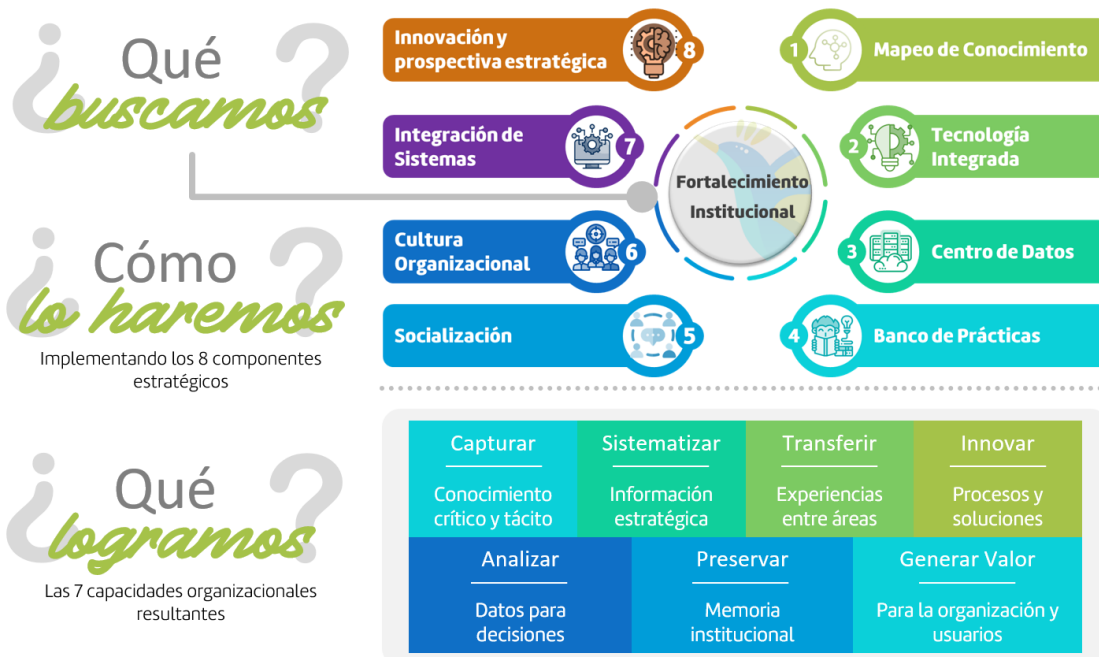 ¿Qué
buscamos?
¿Cómo
lo haremos?
Implementando los 8 componentes
estratégicos
¿Qué
logramos?
Las 7 capacidades organizacionales
resultantes
Innovación y
prospectiva estratégica
8
1
Mapeo de Conocimiento
Integración de
Sistemas
7
2
Tecnología
Integrada
Fortalecimiento
Institucional
Cultura
Organizacional
6
3
Centro de Datos
Socialización
5
4
Banco de Prácticas
Capturar
Conocimiento
crítico y tácito
Sistematizar
Información
estratégica
Transferir
Experiencias
entre áreas
Innovar
Procesos y
soluciones
Analizar
Datos para
decisiones
Preservar
Memoria
institucional
Generar Valor
Para la organización y
usuarios